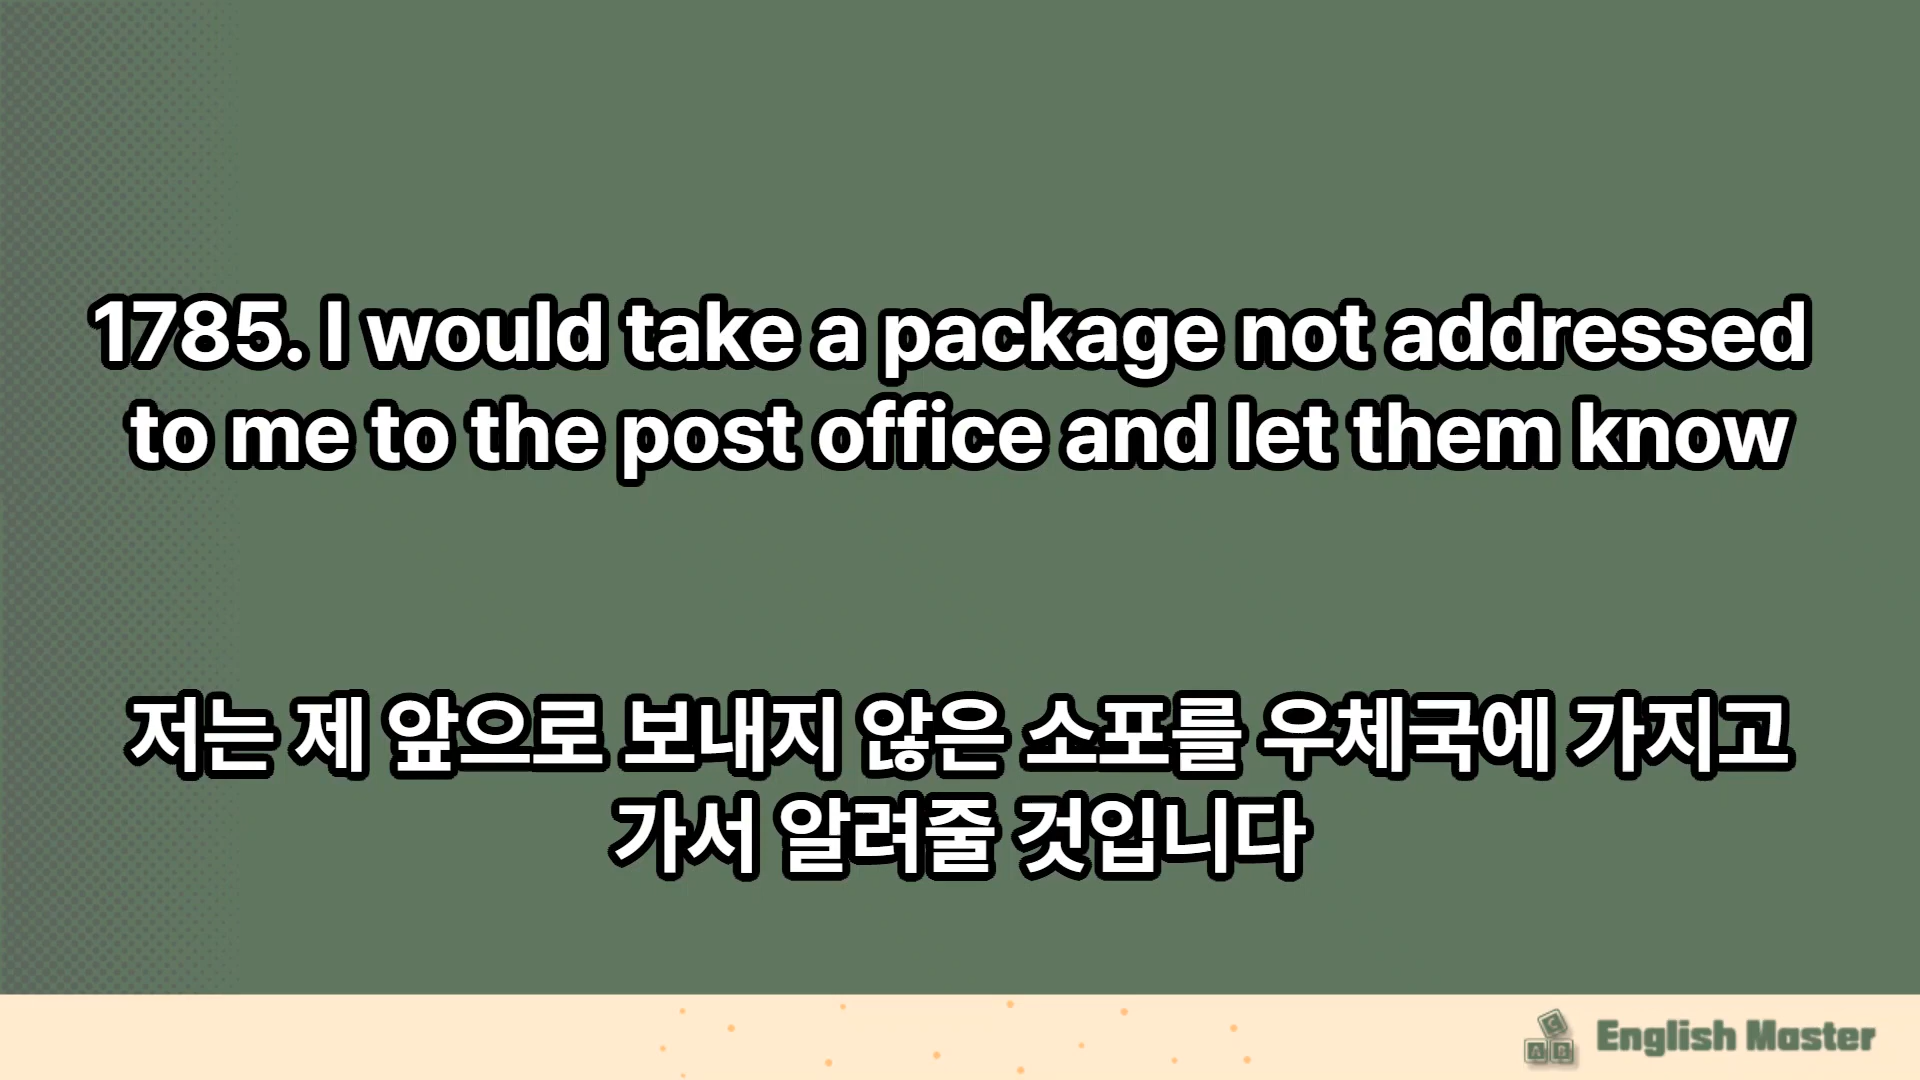 1785. I would take a package not addressed
to me to the post office and let them know
저는 제 앞으로 보내지 않은 소포를 우체국에 가지고
가서 알려줄 것입니다
C
A B
English Master